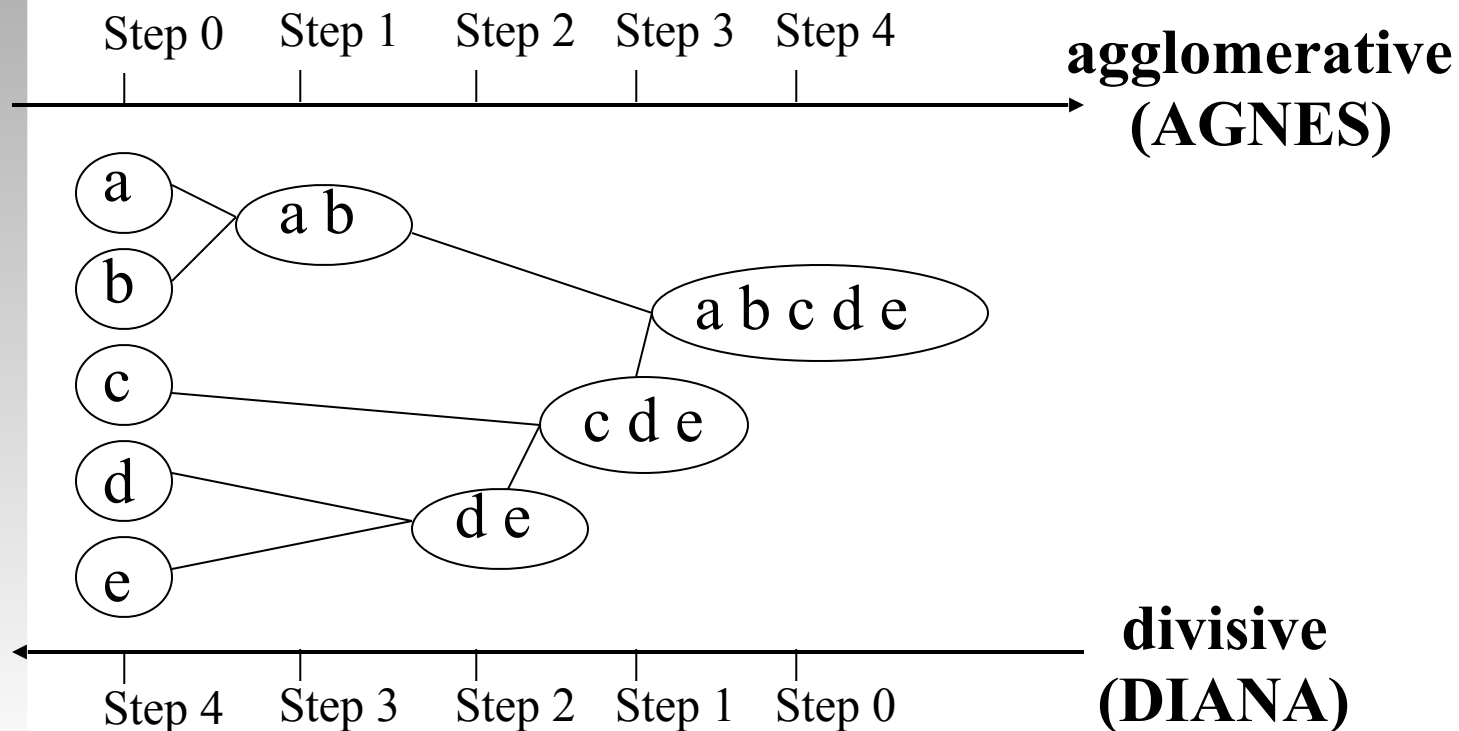 Step 0 Step 1 Step 2 Step 3 Step 4
agglomerative
(AGNES)
a
a b
b
a b c d e
c
c d e
d
d e
e
divisive
(DIANA)
Step 4 Step 3 Step 2 Step 1 Step 0